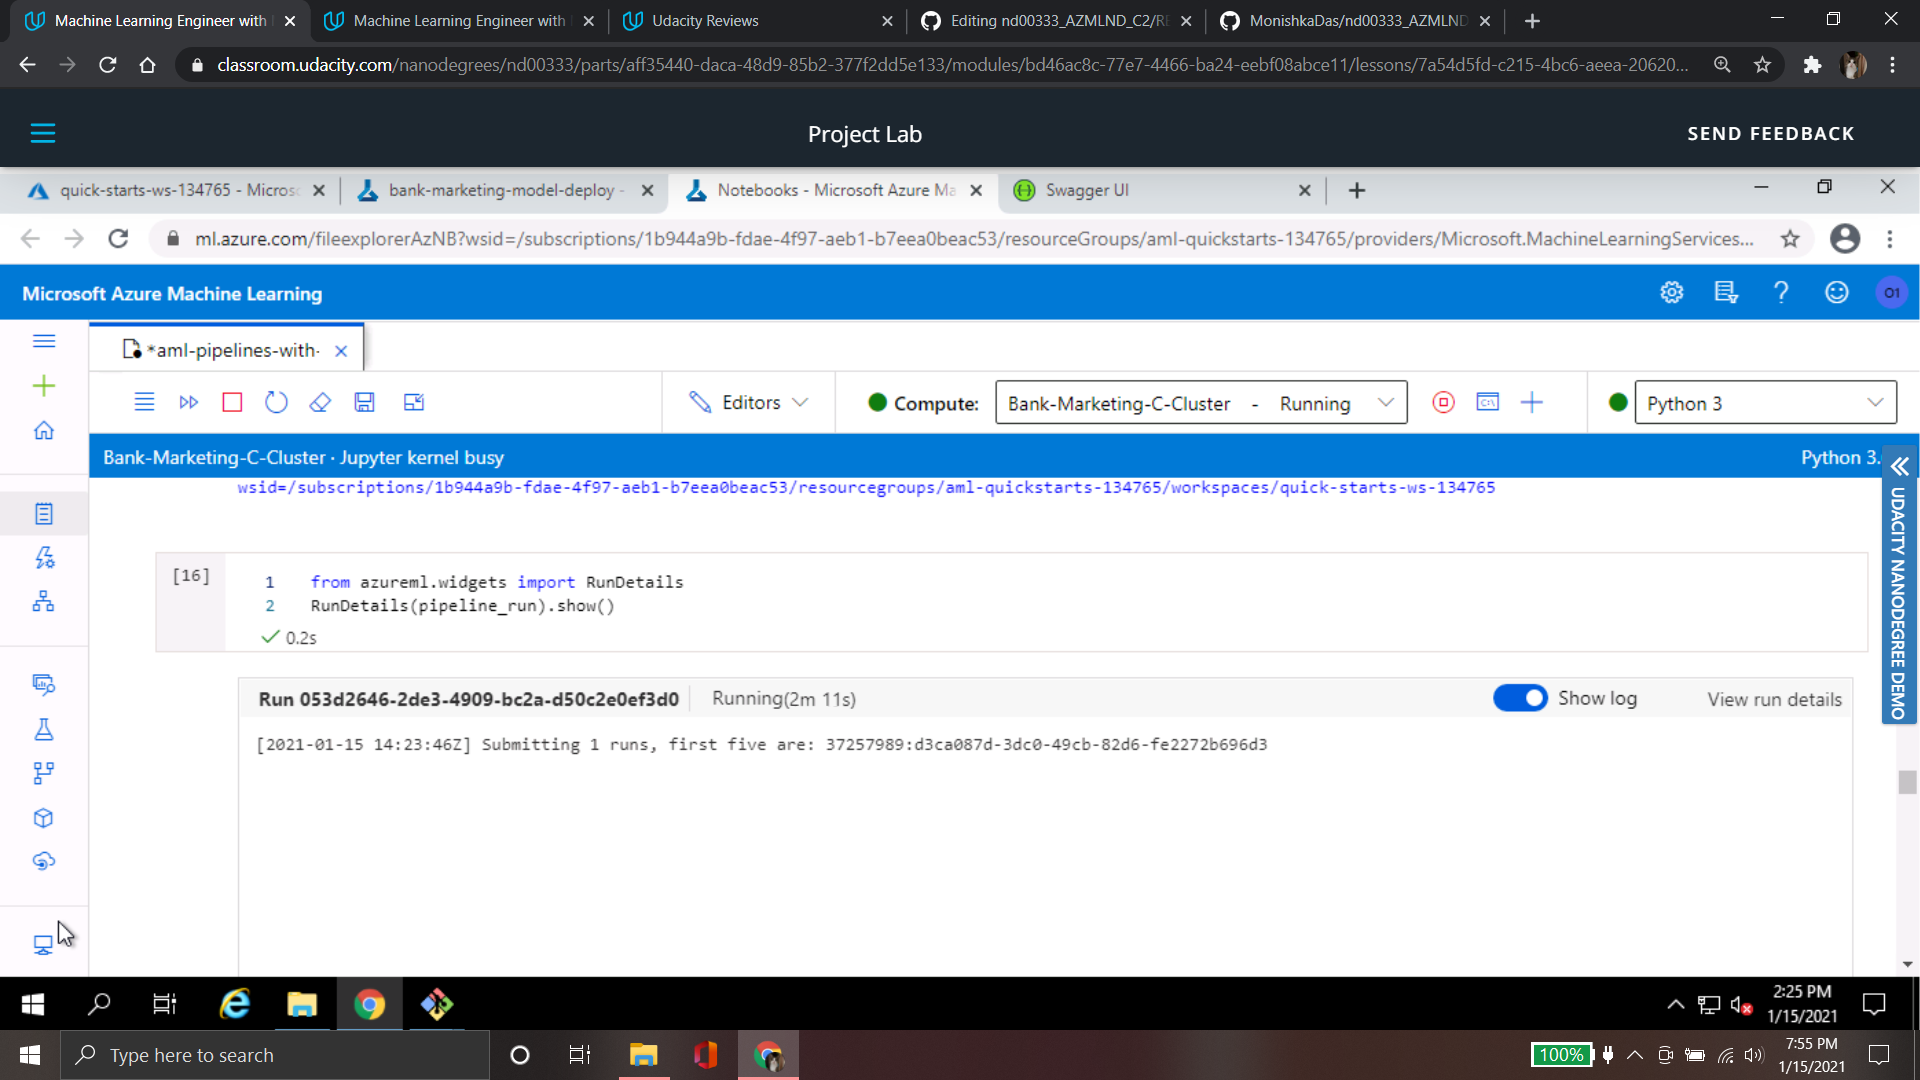 Machine Learning Engineer with
Machine Learning Engineer with
Udacity Reviews
Editing nd00333_AZMLND_C2/RE
MonishkaDas/nd00333_AZMLND
classroom.udacity.com/nanodegrees/nd00333/parts/aff35440-daca-48d9-85b2-377f2dd5e133/modules/bd46ac8c-77e7-4466-ba24-eebf08abce11/lessons/7a54d5fd-c215-4bc6-aeea-20620...
Project Lab
SEND FEEDBACK
quick-starts-ws-134765 - Micros
bank-marketing-model-deploy -
Notebooks - Microsoft Azure Ma
Swagger UI
ml.azure.com/fileexplorerAzNB?wsid=/subscriptions/1b944a9b-fdae-4f97-aeb1-b7eea0beac53/resourceGroups/aml-quickstarts-134765/providers/Microsoft.MachineLearningServices...
Microsoft Azure Machine Learning
O1
*aml-pipelines-with-
Editors
Compute:
Bank-Marketing-C-Cluster - Running
Python 3
Bank-Marketing-C-Cluster · Jupyter kernel busy
Python 3.
wsid=/subscriptions/1b944a9b-fdae-4f97-aeb1-b7eea0beac53/resourcegroups/aml-quickstarts-134765/workspaces/quick-starts-ws-134765
UDACITY NANODEGREE DEMO
[16]
1 from azureml.widgets import RunDetails
2 RunDetails(pipeline_run).show()
0.2s
Run 053d2646-2de3-4909-bc2a-d50c2e0ef3d0
Running(2m 11s)
Show log
View run details
[2021-01-15 14:23:46Z] Submitting 1 runs, first five are: 37257989:d3ca087d-3dc0-49cb-82d6-fe2272b696d3
2:25 PM
1/15/2021
Type here to search
100%
7:55 PM
1/15/2021